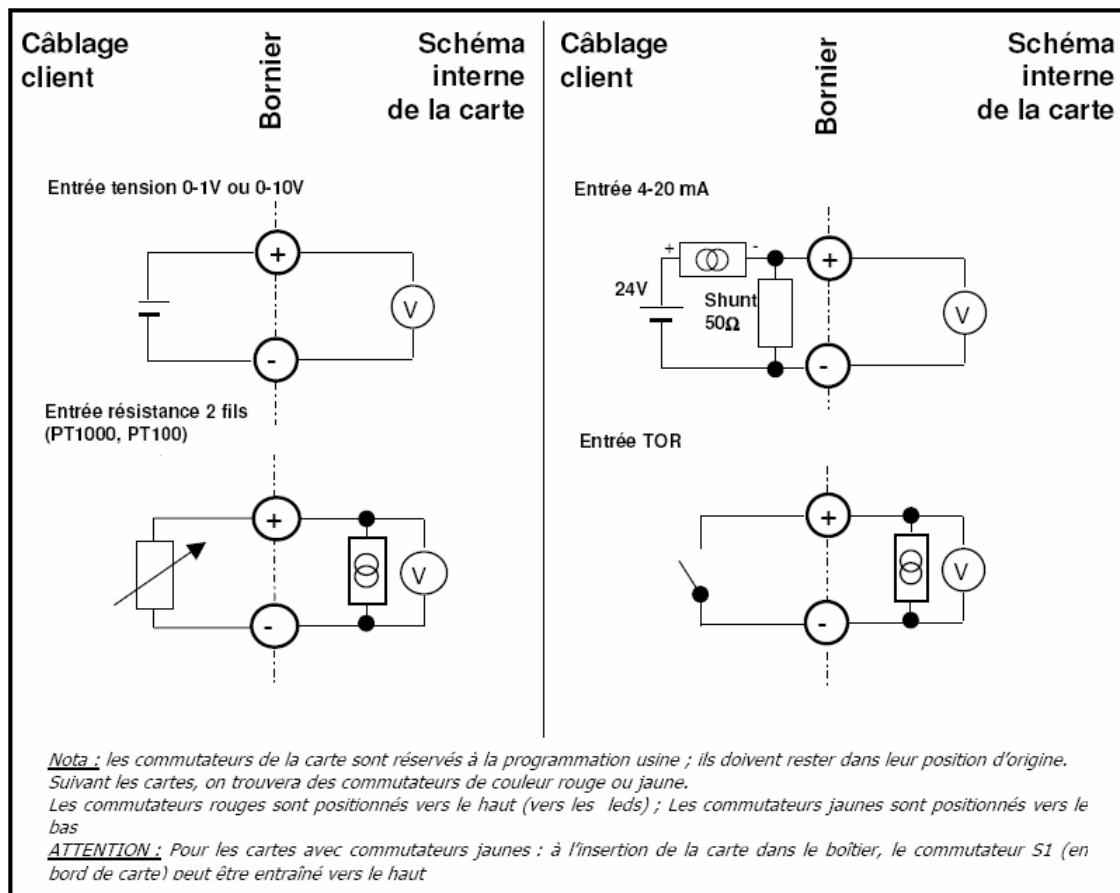 Câblage client
Bornier
Schéma interne de la carte
Entrée tension 0-1V ou 0-10V
+
V
-
Entrée résistance 2 fils
(PT1000, PT100)
+
V
-
Câblage client
Bornier
Schéma interne de la carte
Entrée 4-20 mA
+ -
+
24V
Shunt
50Ω
V
-
Entrée TOR
+
V
-
Nota : les commutateurs de la carte sont réservés à la programmation usine ; ils doivent rester dans leur position d'origine.
Suivant les cartes, on trouvera des commutateurs de couleur rouge ou jaune.
Les commutateurs rouges sont positionnés vers le haut (vers les leds) ; Les commutateurs jaunes sont positionnés vers le
bas
ATTENTION : Pour les cartes avec commutateurs jaunes : à l'insertion de la carte dans le boîtier, le commutateur S1 (en
bord de carte) peut être entraîné vers le haut